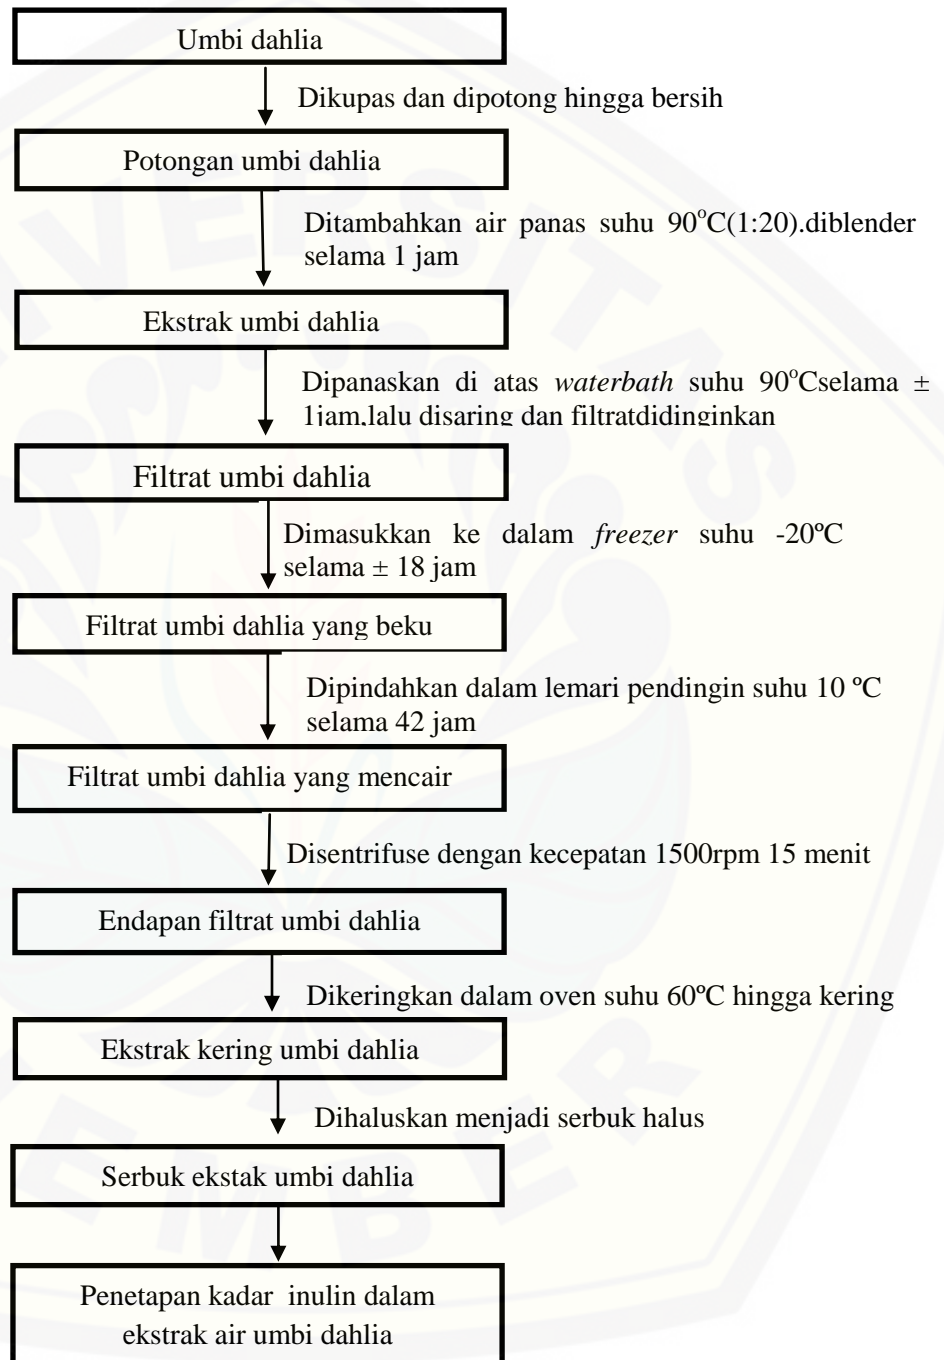 Umbi dahlia
Dikupas dan dipotong hingga bersih
Potongan umbi dahlia
Ditambahkan air panas suhu 90°C(1:20).diblender
selama 1 jam
Ekstrak umbi dahlia
Dipanaskan di atas waterbath suhu 90°Cselama ±
1jam,lalu disaring dan filtratdidinginkan
Filtrat umbi dahlia
Dimasukkan ke dalam freezer suhu -20ºC
selama ± 18 jam
Filtrat umbi dahlia yang beku
Dipindahkan dalam lemari pendingin suhu 10 ºC
selama 42 jam
Filtrat umbi dahlia yang mencair
Disentrifuse dengan kecepatan 1500rpm 15 menit
Endapan filtrat umbi dahlia
Dikeringkan dalam oven suhu 60ºC hingga kering
Ekstrak kering umbi dahlia
Dihaluskan menjadi serbuk halus
Serbuk ekstak umbi dahlia
Penetapan kadar inulin dalam
ekstrak air umbi dahlia
UNIVERSITAS
JEMBER